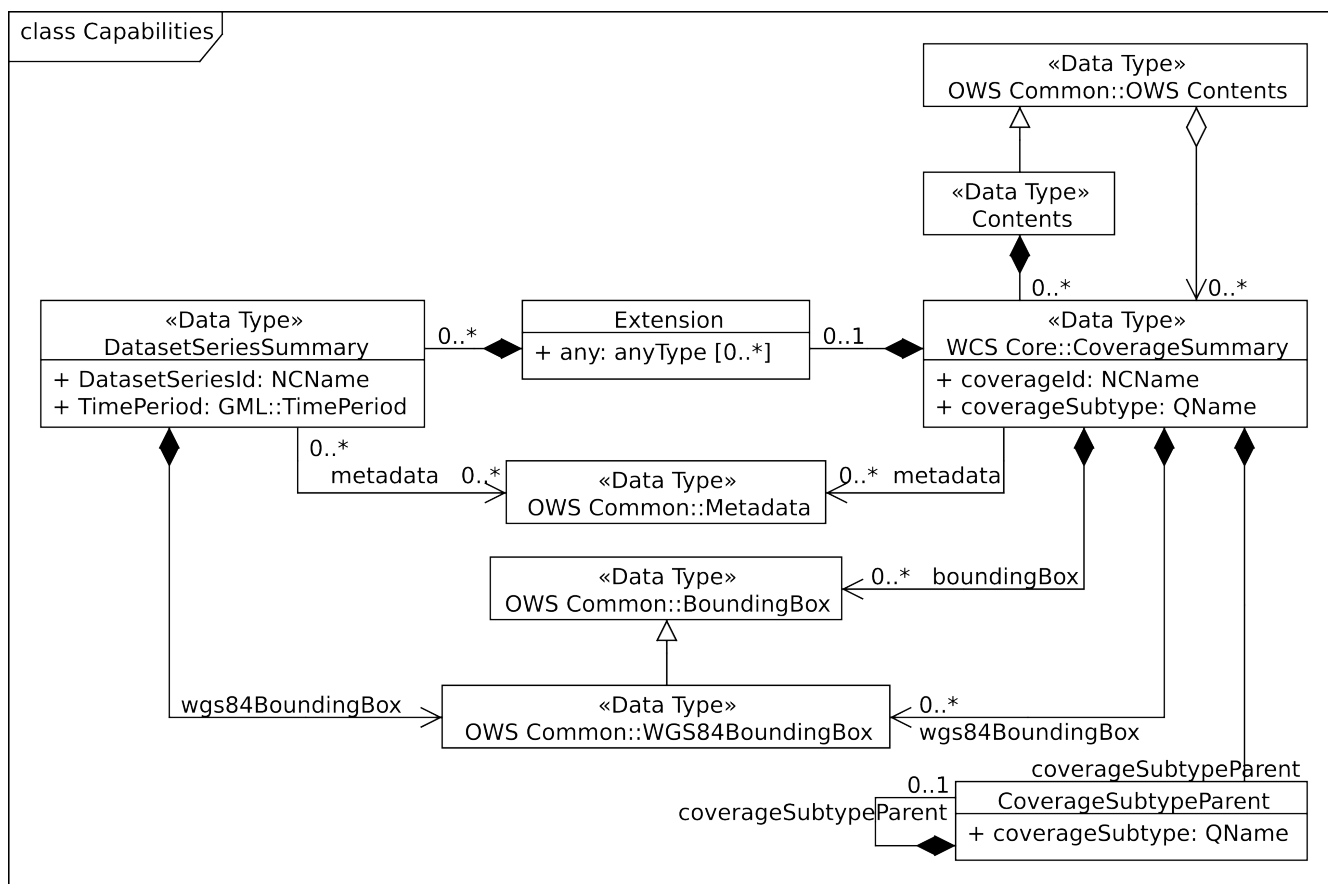 class Capabilities
«Data Type»
OWS Common::OWS Contents
«Data Type»
Contents
0..*
0..*
«Data Type»
DatasetSeriesSummary
+ DatasetSeriesId: NCName
+ TimePeriod: GML::TimePeriod
0..*
Extension
+ any: anyType [0..*]
0..1
«Data Type»
WCS Core::CoverageSummary
+ coverageId: NCName
+ coverageSubtype: QName
0..*
metadata
0..*
«Data Type»
OWS Common::Metadata
0..*
metadata
«Data Type»
OWS Common::BoundingBox
0..*
boundingBox
wgs84BoundingBox
«Data Type»
OWS Common::WGS84BoundingBox
0..*
wgs84BoundingBox
coverageSubtypeParent
0..1
coverageSubtypeParent
CoverageSubtypeParent
+ coverageSubtype: QName